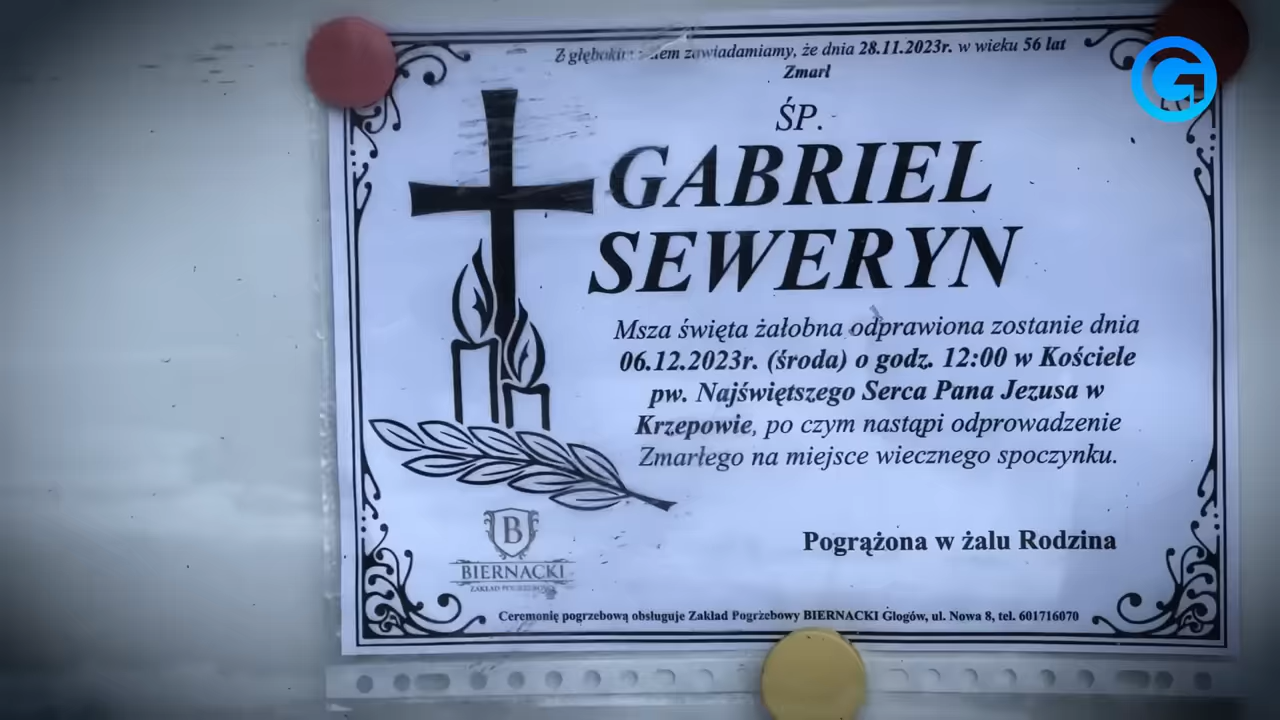 Z głębokim żalem zawiadamiamy, że dnia 28.11.2023r. w wieku 56 lat
Zmarł
ŚP.
GABRIEL
SEWERYN
Msza święta żałobna odprawiona zostanie dnia
06.12.2023r. (środa) o godz. 12:00 w Kościele
pw. Najświętszego Serca Pana Jezusa w
Krzepowie, po czym nastąpi odprowadzenie
Zmarłego na miejsce wiecznego spoczynku.
B
BIERNACKI
ZAKŁAD POGRZEBOWY
Pogrążona w żalu Rodzina
Ceremonię pogrzebową obsługuje Zakład Pogrzebowy BIERNACKI Głogów, ul. Nowa 8, tel. 601716070
G